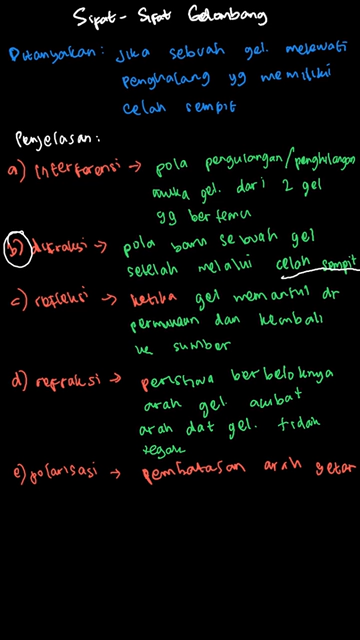 Sifat-Sifat Gelombang
Ditanyakan: jika sebuah gel. melewati
penghalang yg memiliki
celah sempit
Penjelasan:
a) Interferensi → pola pengulangan/penghilangan
muka gel. dari 2 gel
yg bertemu
b) difraksi → pola baru sebuah gel
setelah melalui celah sempit
c) refleksi → ketika gel memantul dr
permukaan dan kembali
ke sumber
d) refraksi → peristiwa berbeloknya
arah gel. akibat
arah dat gel. tidak
tegak
e) polarisasi → pembatasan arah getar